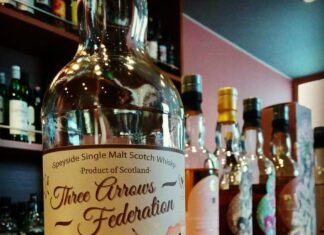 Speyside Single Malt Scotch Whisky
·Product of Scotland·
Three Arrows
Federation